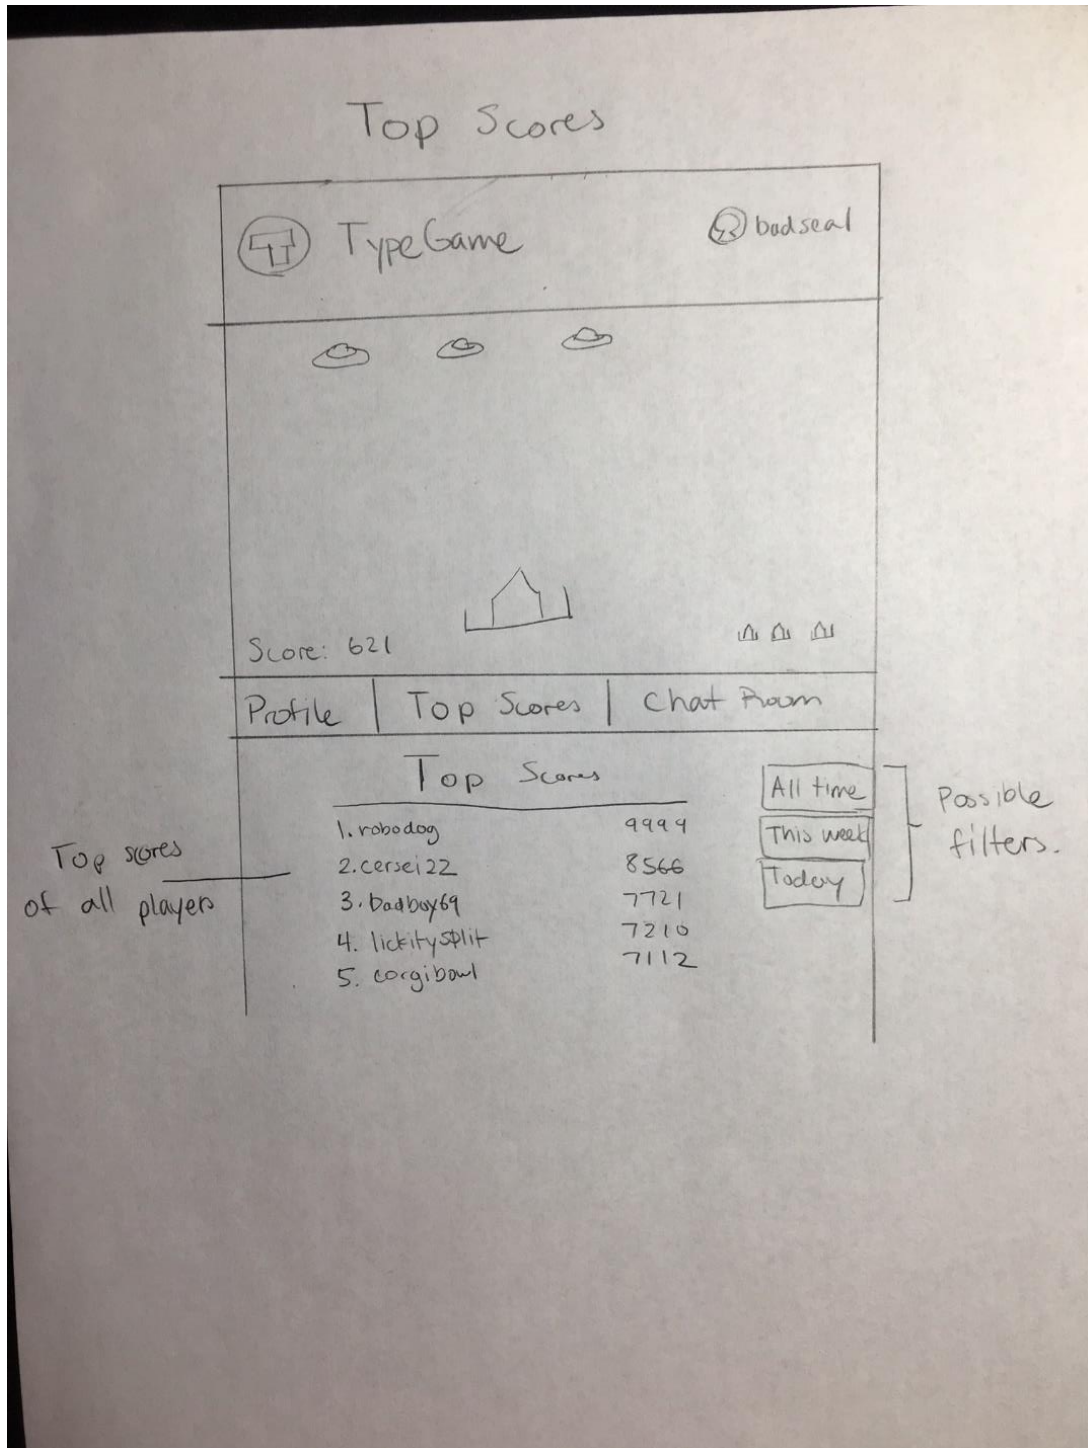 Top Scores
TypeGame
badseal
Score: 621
Profile | Top Scores | Chat Room
Top Scores
1. robodog 9999
2. cersei22 8566
3. badboy69 7721
4. lickitysplit 7210
5. corgibowl 7112
All time
This week
Today
Possible
filters.
Top scores
of all players